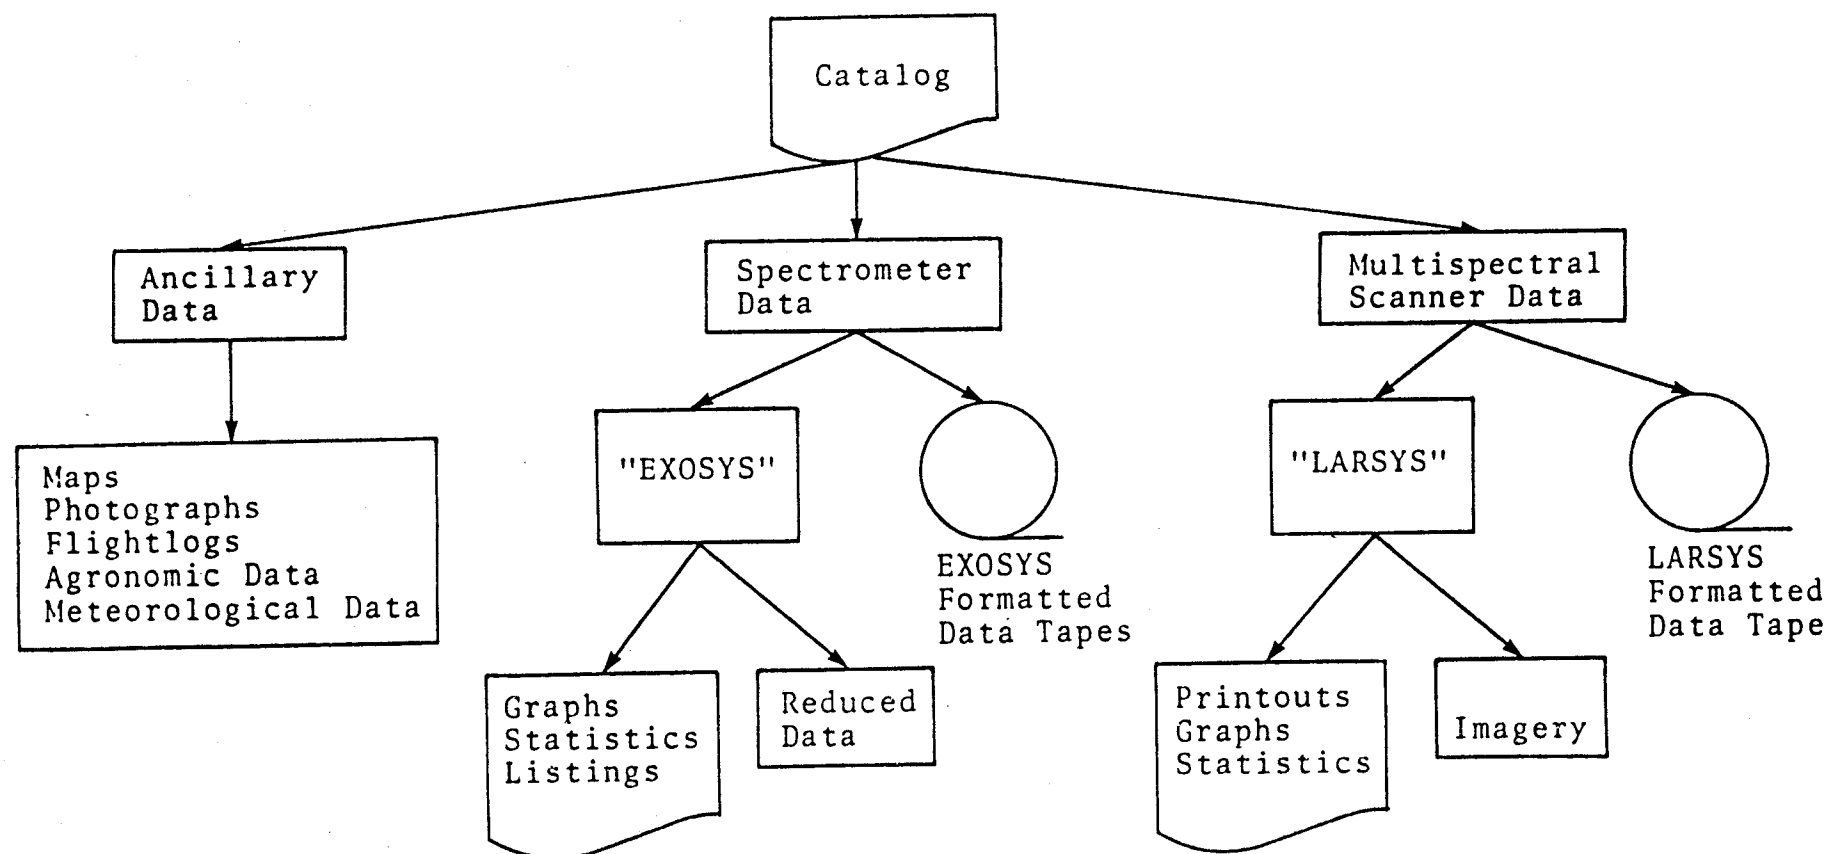 Catalog
Ancillary
Data
Spectrometer
Data
Multispectral
Scanner Data
Maps
Photographs
Flightlogs
Agronomic Data
Meteorological Data
"EXOSYS"
EXOSYS
Formatted
Data Tapes
"LARSYS"
LARSYS
Formatted
Data Tape
Graphs
Statistics
Listings
Reduced
Data
Printouts
Graphs
Statistics
Imagery